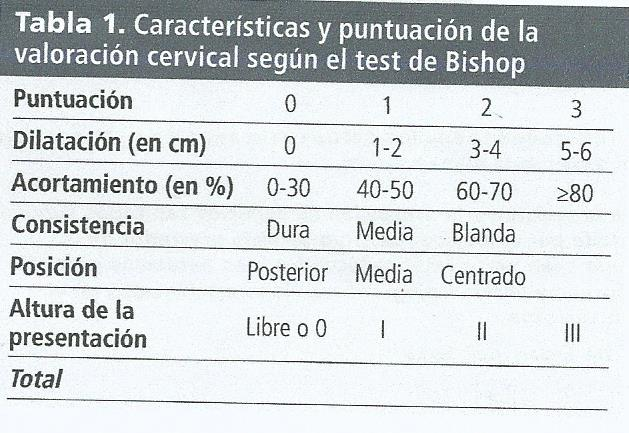 Tabla 1. Características y puntuación de la
valoración cervical según el test de Bishop
Puntuación 0 1 2 3
Dilatación (en cm) 0 1-2 3-4 5-6
Acortamiento (en %) 0-30 40-50 60-70 ≥80
Consistencia Dura Media Blanda
Posición Posterior Media Centrado
Altura de la
presentación Libre o 0 I II III
Total